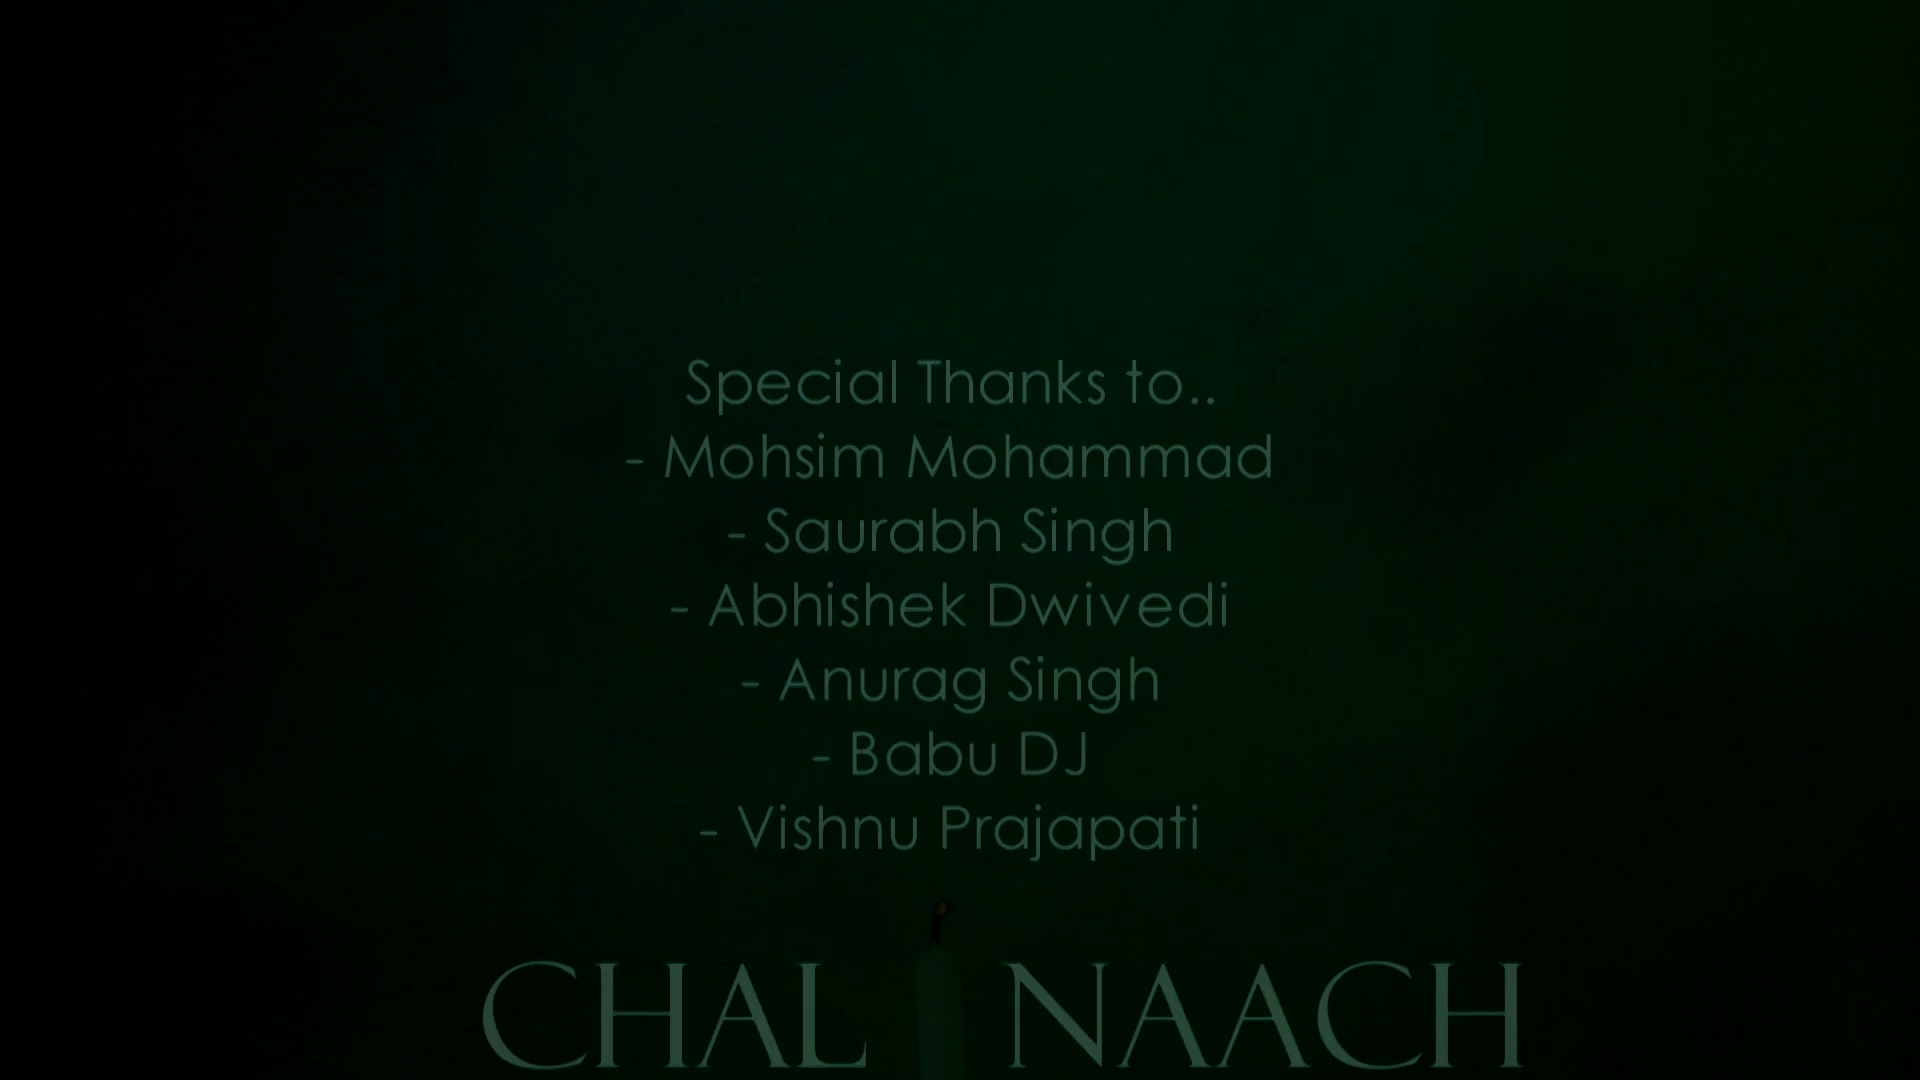 Special Thanks to..
- Mohsim Mohammad
- Saurabh Singh
- Abhishek Dwivedi
- Anurag Singh
- Babu DJ
- Vishnu Prajapati
CHAL NAACH